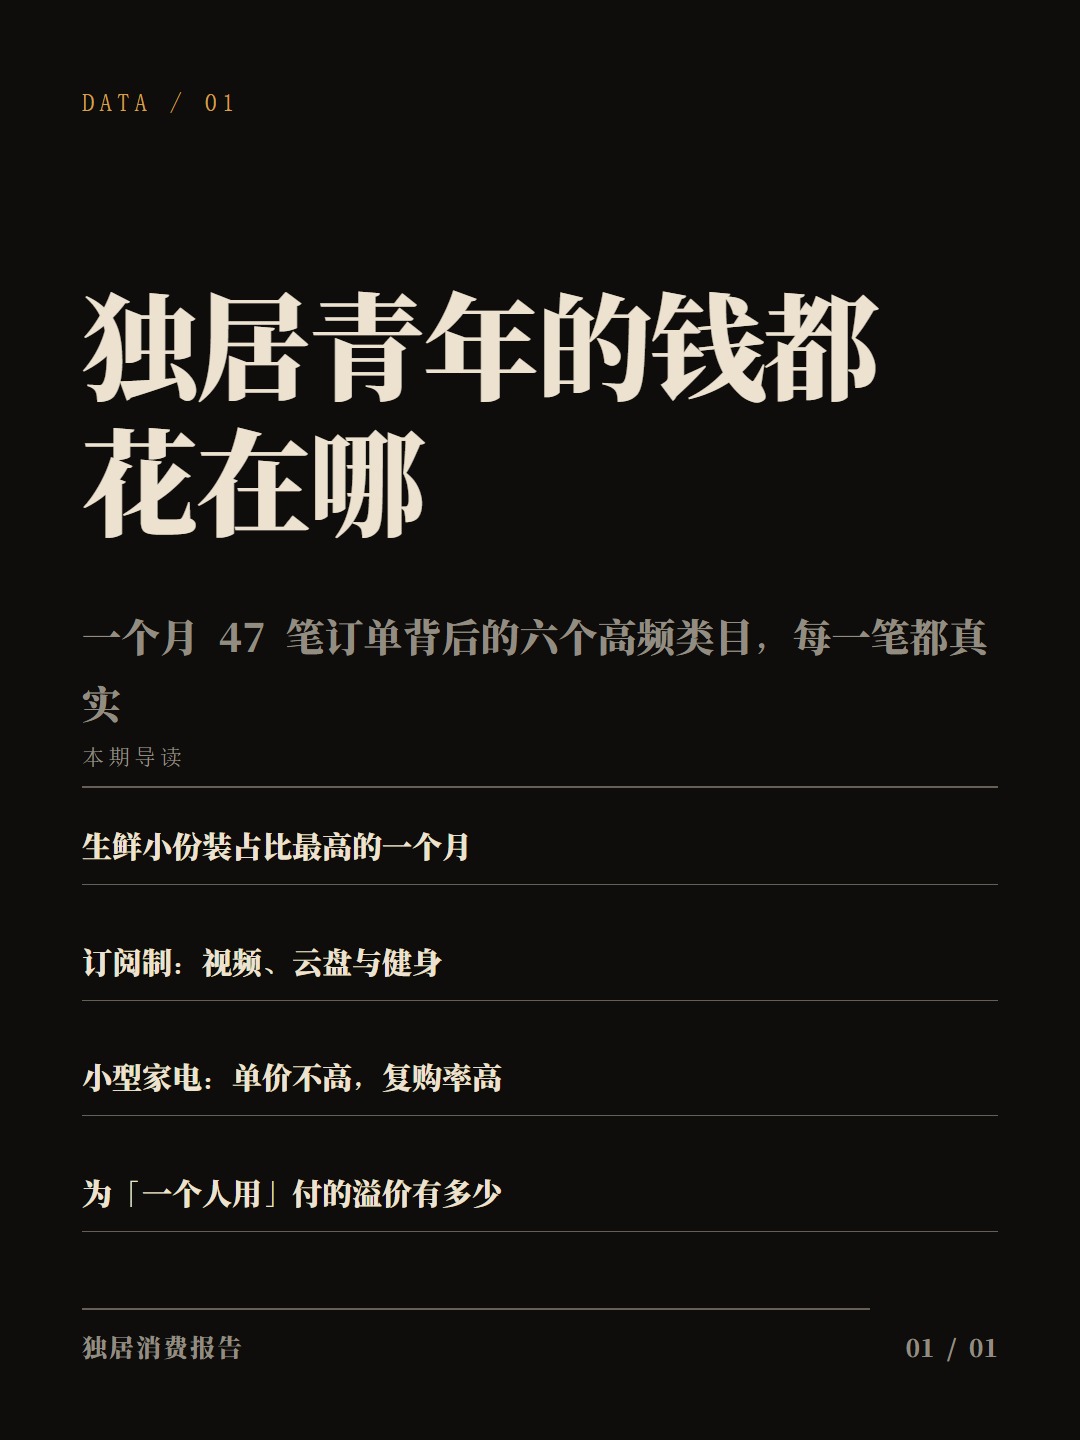 DATA / 01
独居青年的钱都
花在哪
一个月 47 笔订单背后的六个高频类目，每一笔都真
实
本期导读
生鲜小份装占比最高的一个月
订阅制：视频、云盘与健身
小型家电：单价不高，复购率高
为「一个人用」付的溢价有多少
独居消费报告
01 / 01